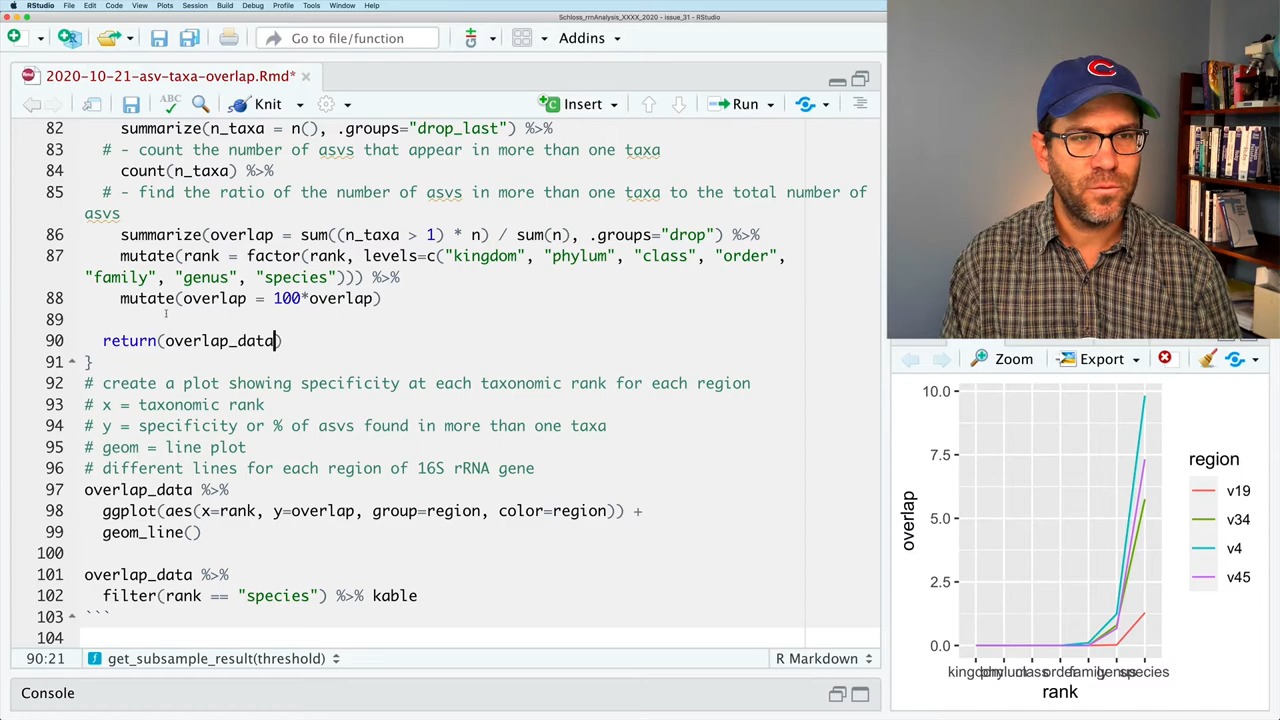 RStudio File Edit Code View Plots Session Build Debug Profile Tools Window Help
Schloss_rrnAnalysis_XXXX_2020 - issue_31 - RStudio
Go to file/function Addins
2020-10-21-asv-taxa-overlap.Rmd*
ABC Knit Insert Run
82 summarize(n_taxa = n(), .groups="drop_last") %>%
83 # - count the number of asvs that appear in more than one taxa
84 count(n_taxa) %>%
85 # - find the ratio of the number of asvs in more than one taxa to the total number of
asvs
86 summarize(overlap = sum((n_taxa > 1) * n) / sum(n), .groups="drop") %>%
87 mutate(rank = factor(rank, levels=c("kingdom", "phylum", "class", "order",
"family", "genus", "species"))) %>%
88 mutate(overlap = 100*overlap)
89
90 return(overlap_data)
91 }
92 # create a plot showing specificity at each taxonomic rank for each region
93 # x = taxonomic rank
94 # y = specificity or % of asvs found in more than one taxa
95 # geom = line plot
96 # different lines for each region of 16S rRNA gene
97 overlap_data %>%
98 ggplot(aes(x=rank, y=overlap, group=region, color=region)) +
99 geom_line()
100
101 overlap_data %>%
102 filter(rank == "species") %>% kable
103 ```
104
90:21 get_subsample_result(threshold) R Markdown
Console
Zoom Export
10.0
7.5
5.0
2.5
0.0
overlap
kingdom phylum class order family genus species
rank
region
v19
v34
v4
v45